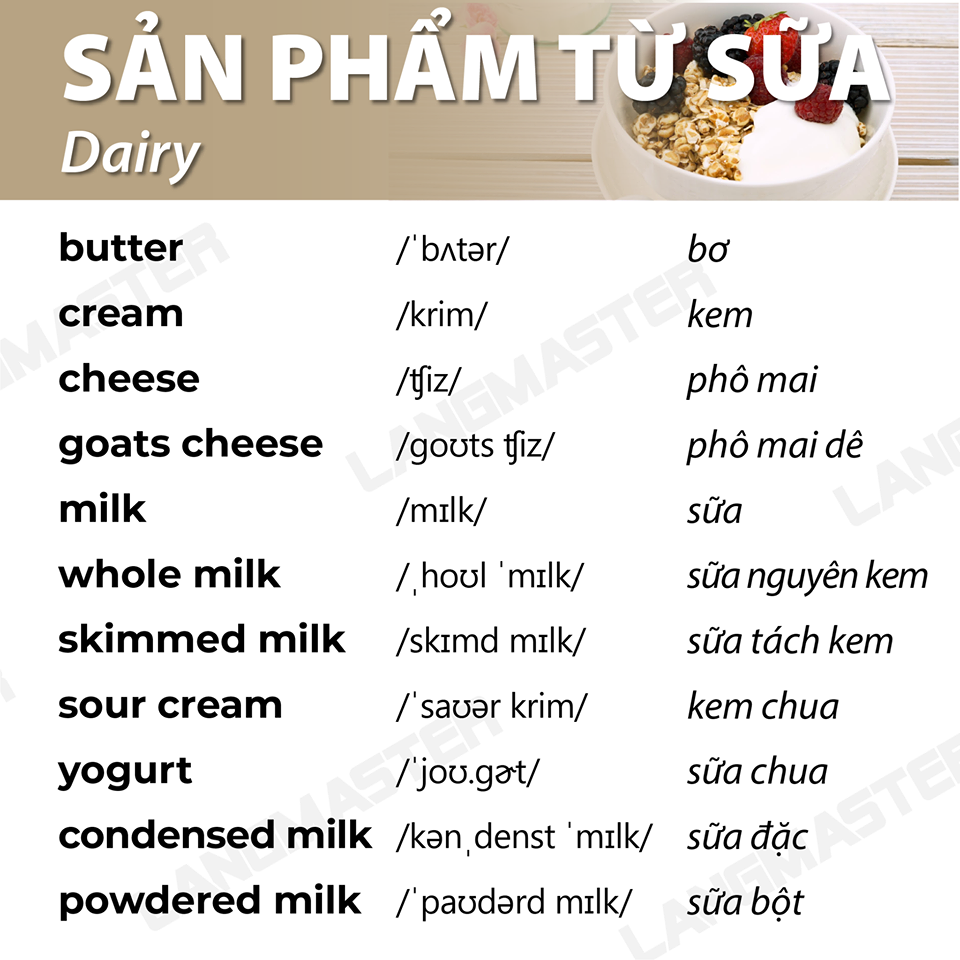 SẢN PHẨM TỪ SỮA
Dairy
butter /ˈbʌtər/ bơ
cream /krim/ kem
cheese /ʧiz/ phô mai
goats cheese /goʊts ʧiz/ phô mai dê
milk /mɪlk/ sữa
whole milk /ˌhoʊl ˈmɪlk/ sữa nguyên kem
skimmed milk /skɪmd mɪlk/ sữa tách kem
sour cream /ˈsaʊər krim/ kem chua
yogurt /ˈjoʊ.gɚt/ sữa chua
condensed milk /kənˌdenst ˈmɪlk/ sữa đặc
powdered milk /ˈpaʊdərd mɪlk/ sữa bột
LANGMASTER